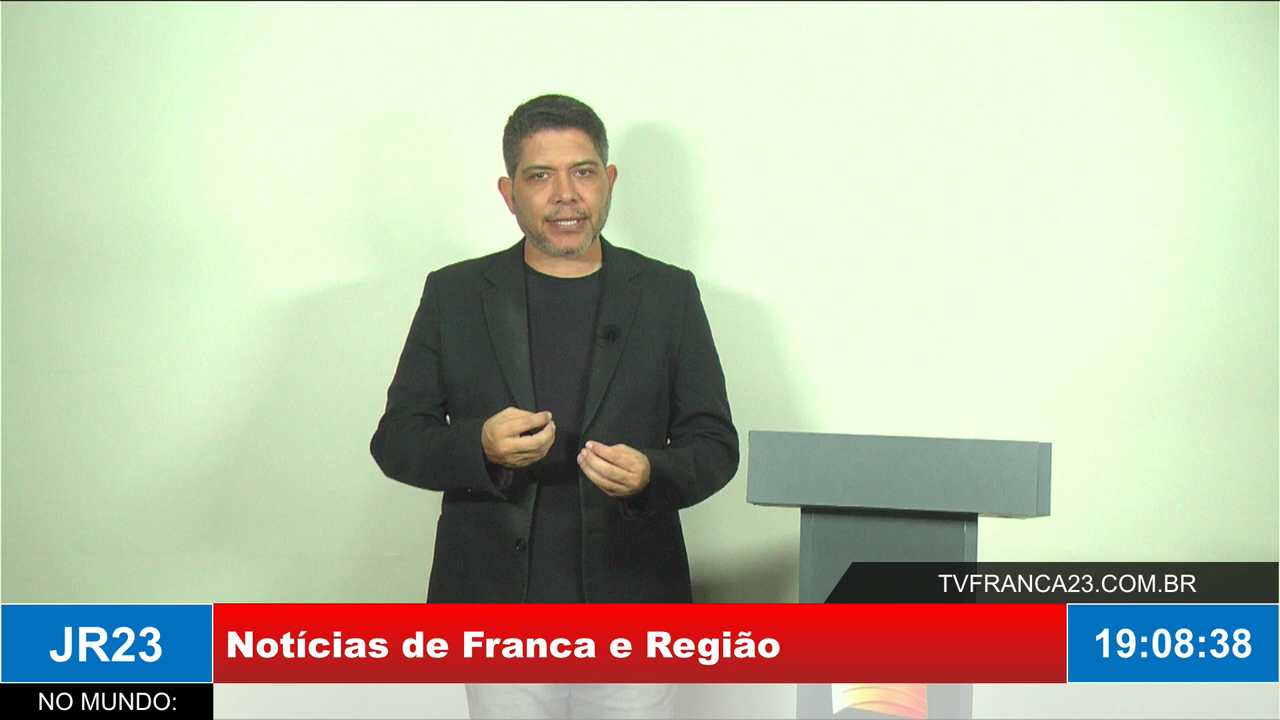 TVFRANCA23.COM.BR
JR23
Notícias de Franca e Região
19:08:38
NO MUNDO: